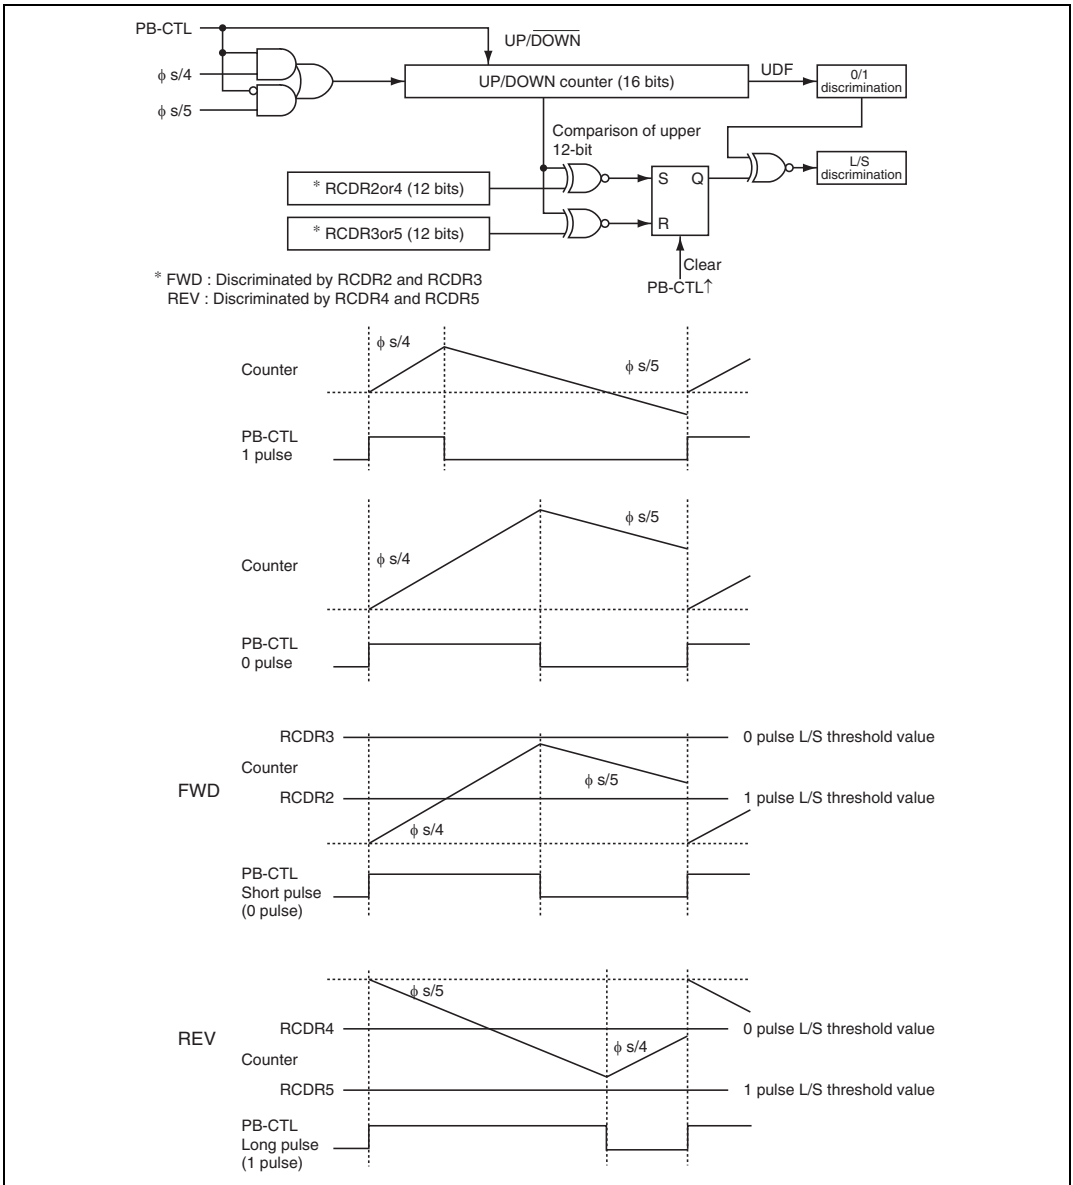 PB-CTL
UP/DOWN
φ s/4
UP/DOWN counter (16 bits)
UDF
0/1
discrimination
φ s/5
Comparison of upper
12-bit
L/S
discrimination
* RCDR2or4 (12 bits)
S Q
* RCDR3or5 (12 bits)
R
Clear
PB-CTL↑
* FWD : Discriminated by RCDR2 and RCDR3
REV : Discriminated by RCDR4 and RCDR5
φ s/4
Counter
φ s/5
PB-CTL
1 pulse
φ s/5
φ s/4
Counter
PB-CTL
0 pulse
RCDR3
0 pulse L/S threshold value
Counter
φ s/5
FWD
RCDR2
1 pulse L/S threshold value
φ s/4
PB-CTL
Short pulse
(0 pulse)
φ s/5
RCDR4
0 pulse L/S threshold value
REV
φ s/4
Counter
RCDR5
1 pulse L/S threshold value
PB-CTL
Long pulse
(1 pulse)